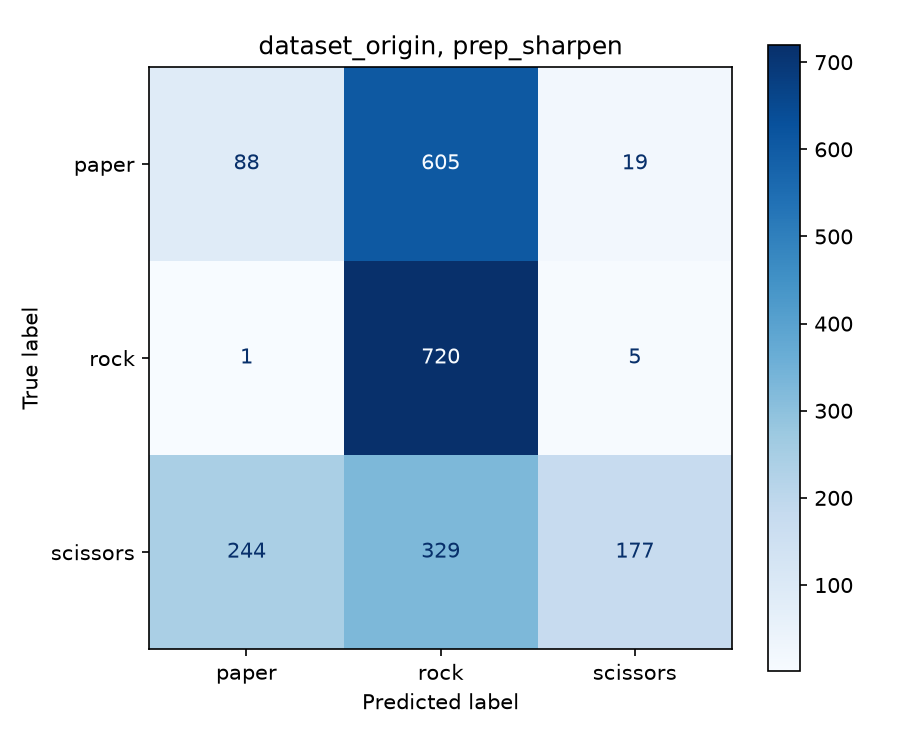 dataset_origin, prep_sharpen
700
600
500
400
300
200
100
True label
paper
88
605
19
rock
1
720
5
scissors
244
329
177
paper
rock
scissors
Predicted label